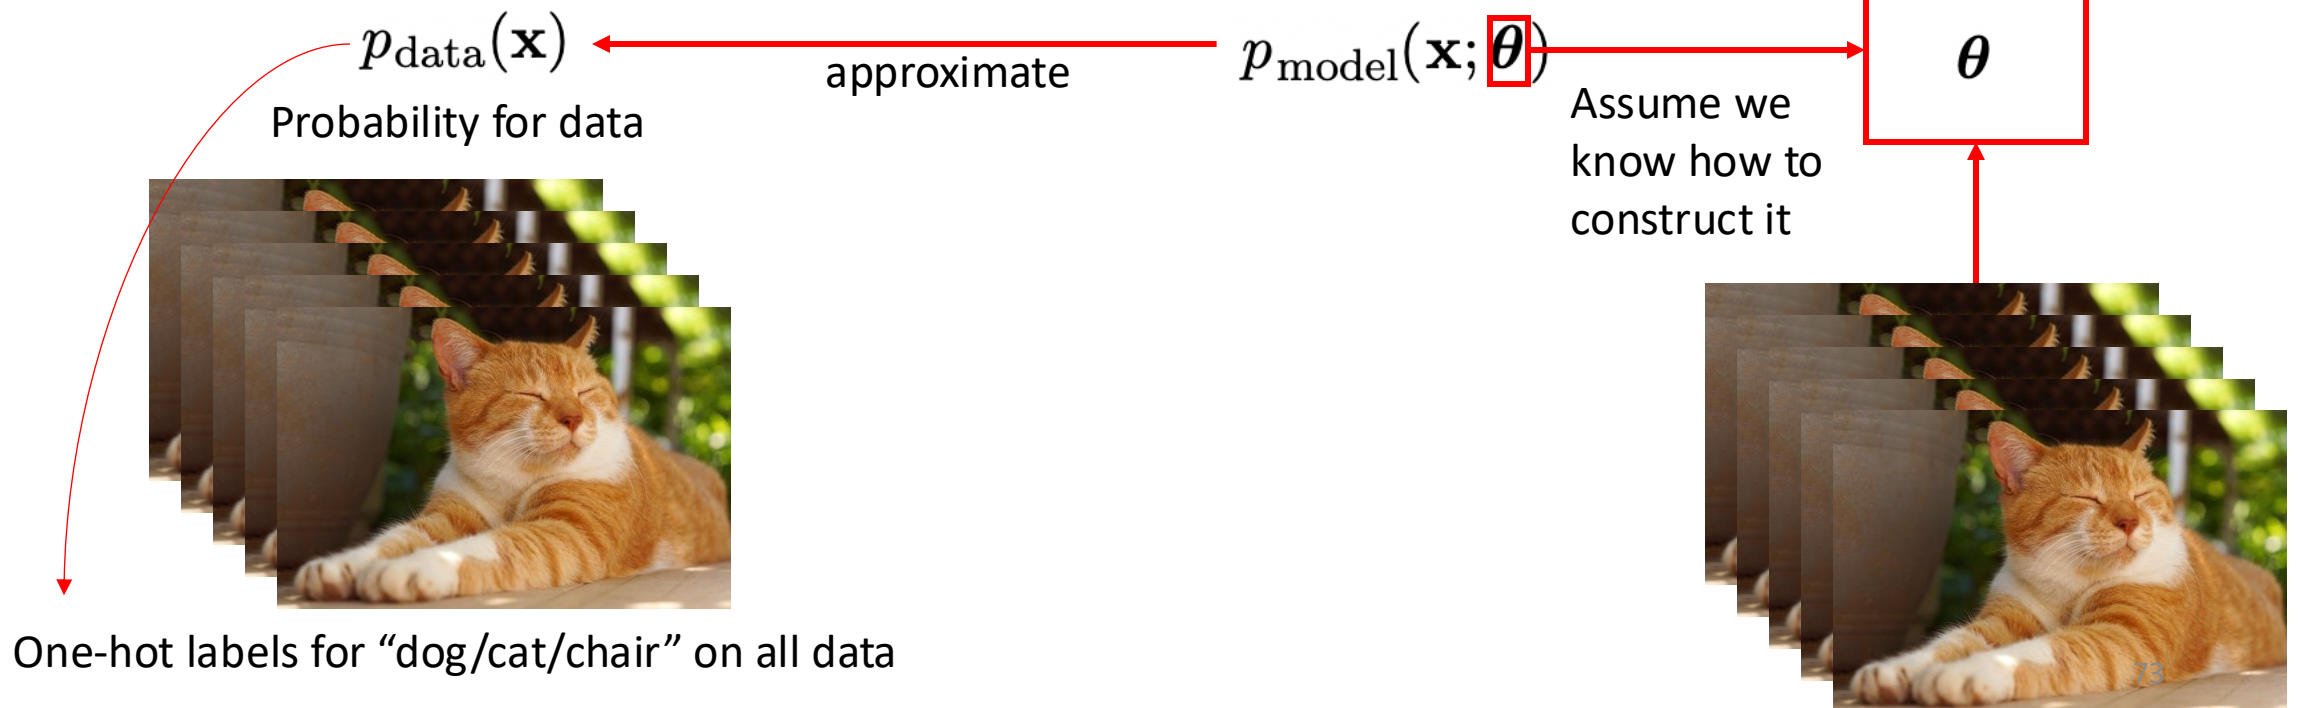 p_data(x)
approximate
p_model(x; θ)
θ
Probability for data
Assume we
know how to
construct it
One-hot labels for “dog/cat/chair” on all data
73